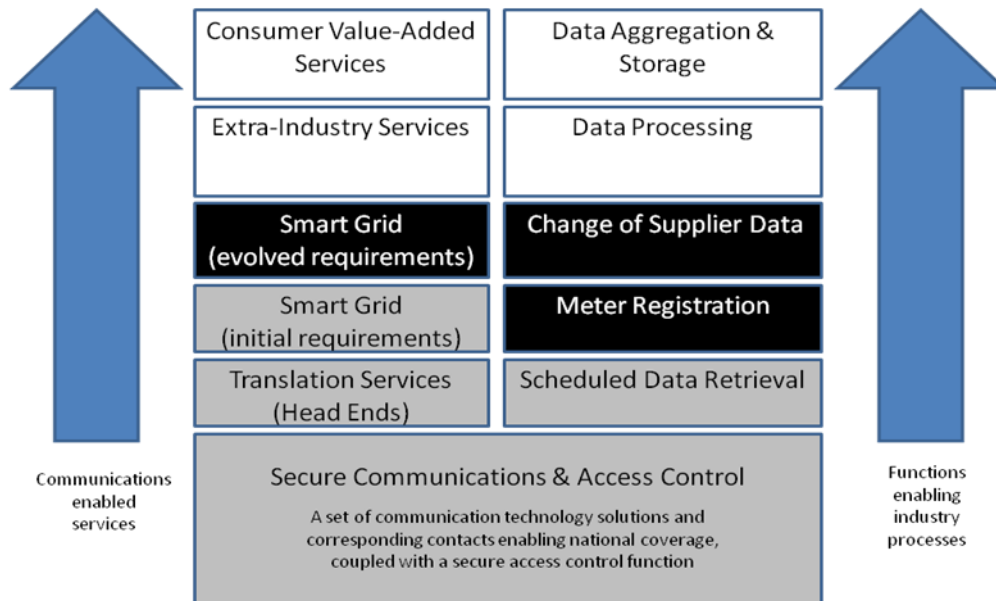 Consumer Value-Added
Services
Data Aggregation &
Storage
Extra-Industry Services
Data Processing
Smart Grid
(evolved requirements)
Change of Supplier Data
Smart Grid
(initial requirements)
Meter Registration
Translation Services
(Head Ends)
Scheduled Data Retrieval
Communications
enabled
services
Secure Communications & Access Control
A set of communication technology solutions and
corresponding contacts enabling national coverage,
coupled with a secure access control function
Functions
enabling
industry
processes